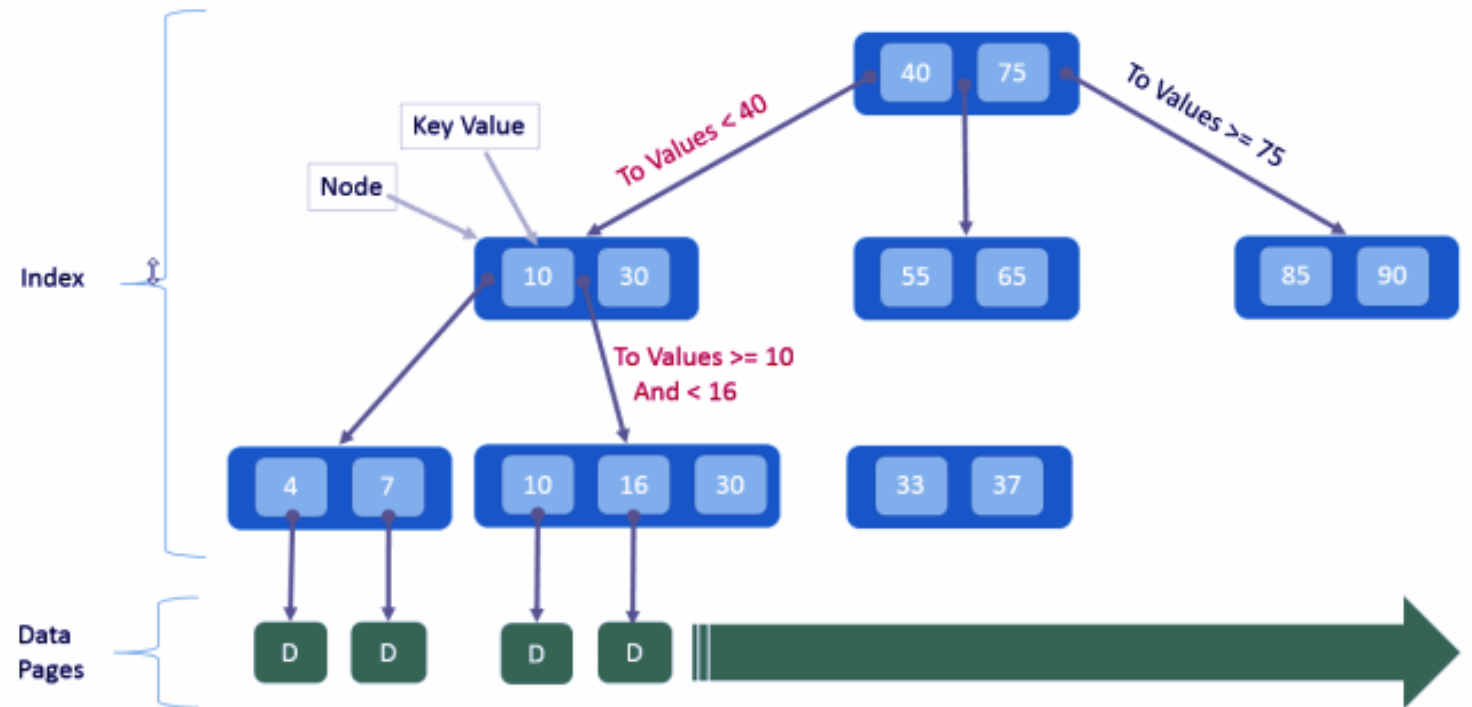 40 75
To Values < 40
To Values >= 75
Key Value
Node
Index
10 30
55 65
85 90
To Values >= 10
And < 16
4 7
10 16 30
33 37
Data
Pages
D D D D